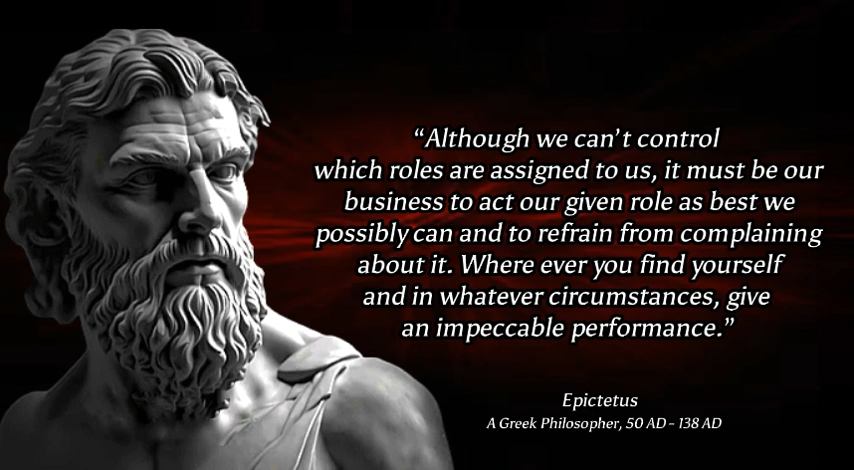 “Although we can’t control
which roles are assigned to us, it must be our
business to act our given role as best we
possibly can and to refrain from complaining
about it. Where ever you find yourself
and in whatever circumstances, give
an impeccable performance.”
Epictetus
A Greek Philosopher, 50 AD - 138 AD